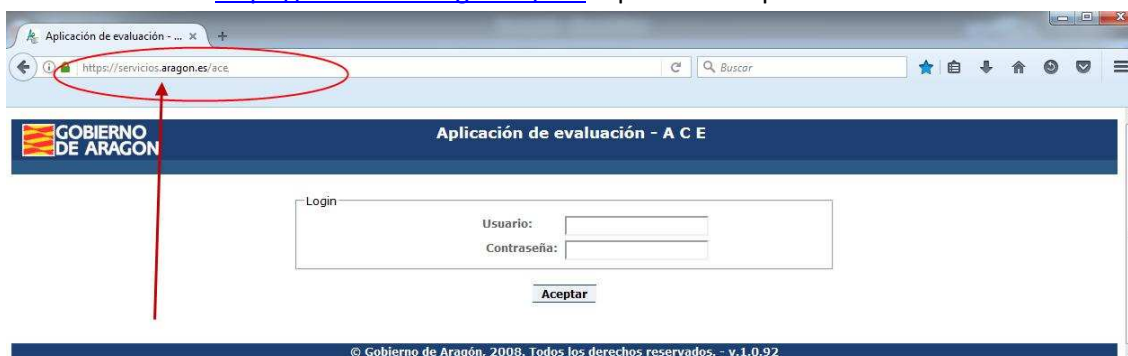 Aplicación de evaluación - ...
https://servicios.aragon.es/ace
Buscar
GOBIERNO
DE ARAGON
Aplicación de evaluación - A C E
Login
Usuario:
Contraseña:
Aceptar
© Gobierno de Aragón, 2008. Todos los derechos reservados. - v.1.0.92